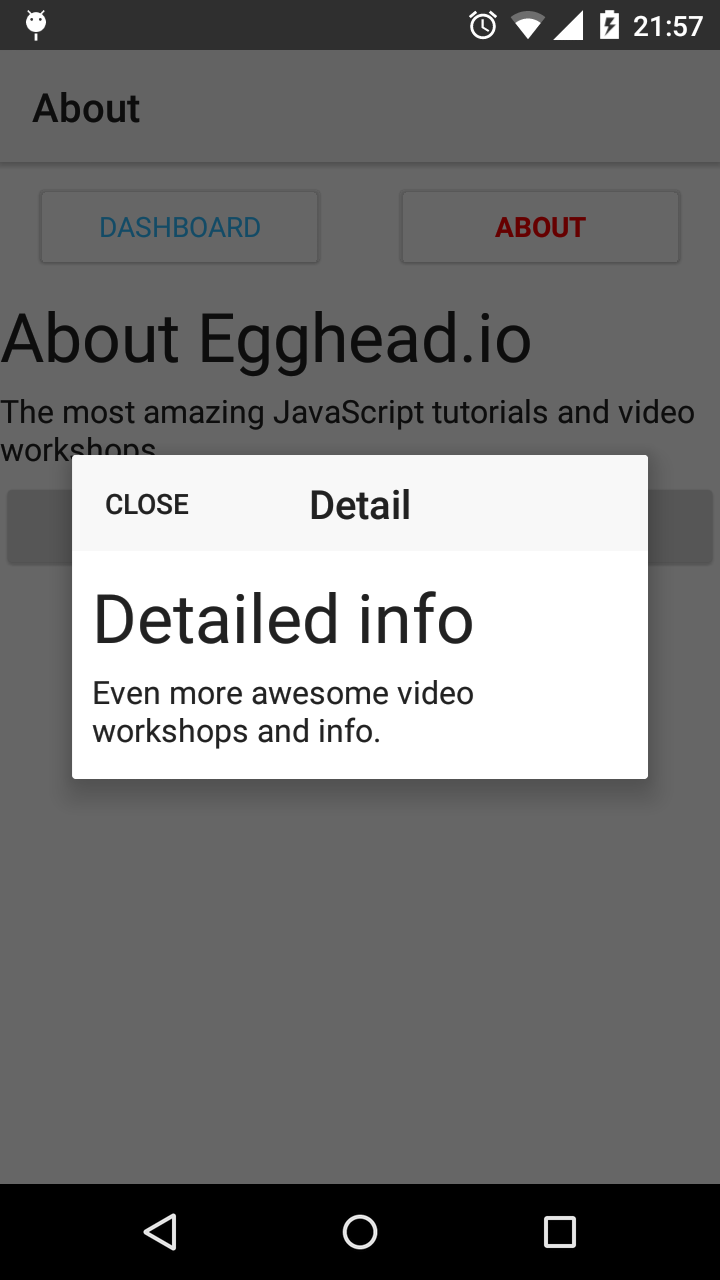 21:57
About
DASHBOARD
ABOUT
About Egghead.io
The most amazing JavaScript tutorials and video
workshops
CLOSE
Detail
Detailed info
Even more awesome video
workshops and info.